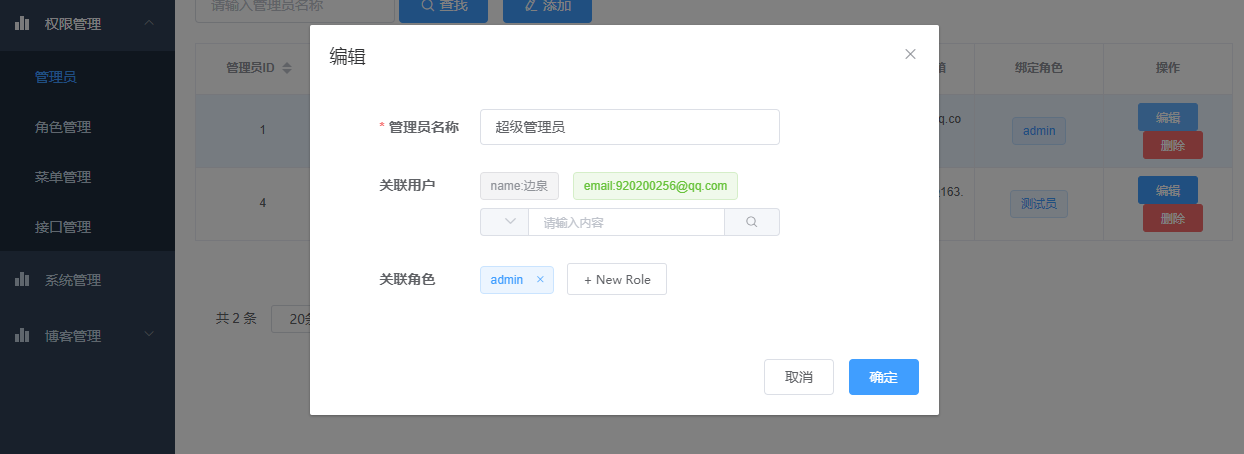 权限管理
管理员
角色管理
菜单管理
接口管理
系统管理
博客管理
请输入管理员名称
查找
添加
管理员ID
绑定角色
操作
1
q.co
admin
编辑
删除
4
163.
测试员
编辑
删除
共 2 条
编辑
* 管理员名称
超级管理员
关联用户
name:边泉
email:920200256@qq.com
请输入内容
关联角色
admin
+ New Role
取消
确定